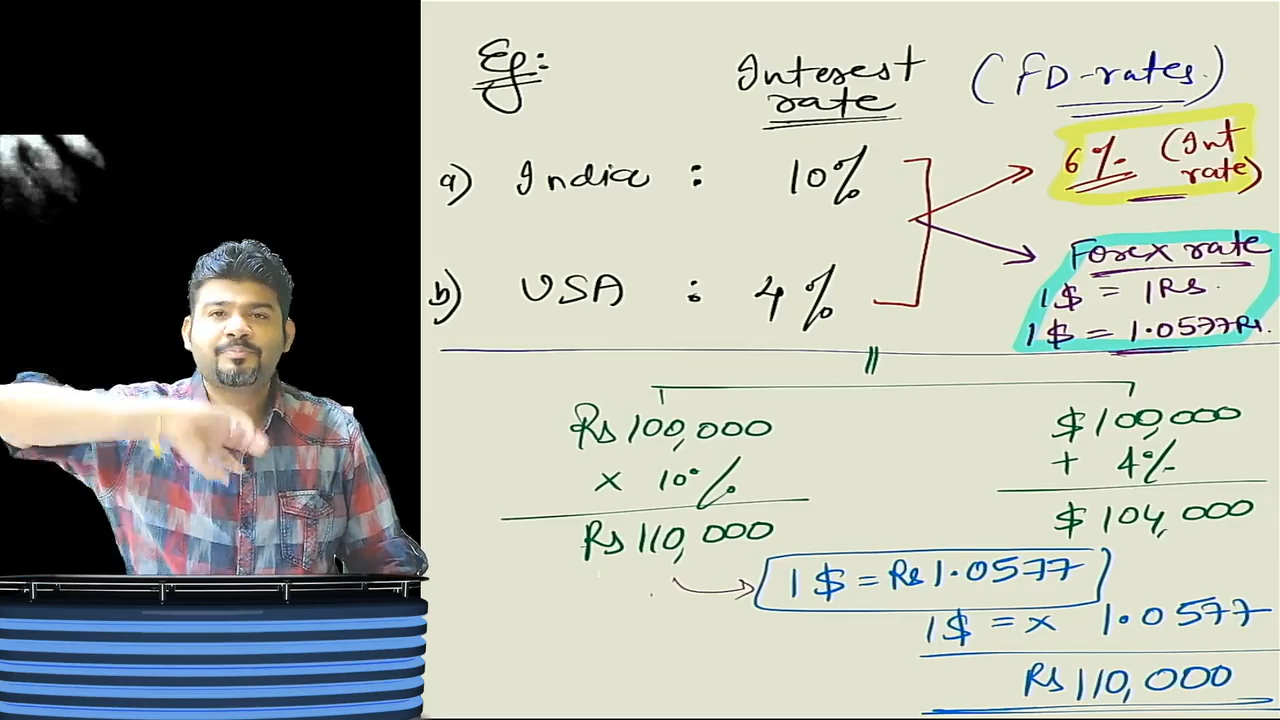 Eg:
Interest rate (FD-rates.)
a) India : 10%
6% (Int rate)
b) USA : 4%
Forex rate
1$ = 1Rs.
1$ = 1.0577Rs.
Rs 100,000
x 10%
Rs 110,000
$ 100,000
+ 4%
$ 104,000
1$ = Rs 1.0577
1$ = x 1.0577
Rs 110,000